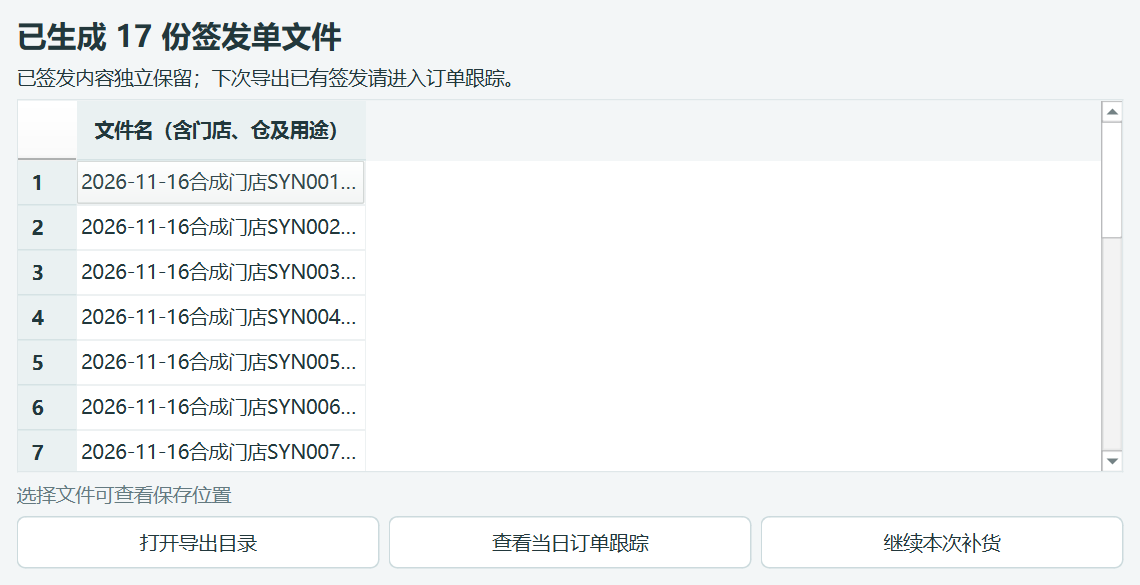 已生成 17 份签发单文件
已签发内容独立保留；下次导出已有签发请进入订单跟踪。
文件名（含门店、仓及用途）
1 2026-11-16合成门店SYN001...
2 2026-11-16合成门店SYN002...
3 2026-11-16合成门店SYN003...
4 2026-11-16合成门店SYN004...
5 2026-11-16合成门店SYN005...
6 2026-11-16合成门店SYN006...
7 2026-11-16合成门店SYN007...
选择文件可查看保存位置
打开导出目录 查看当日订单跟踪 继续本次补货